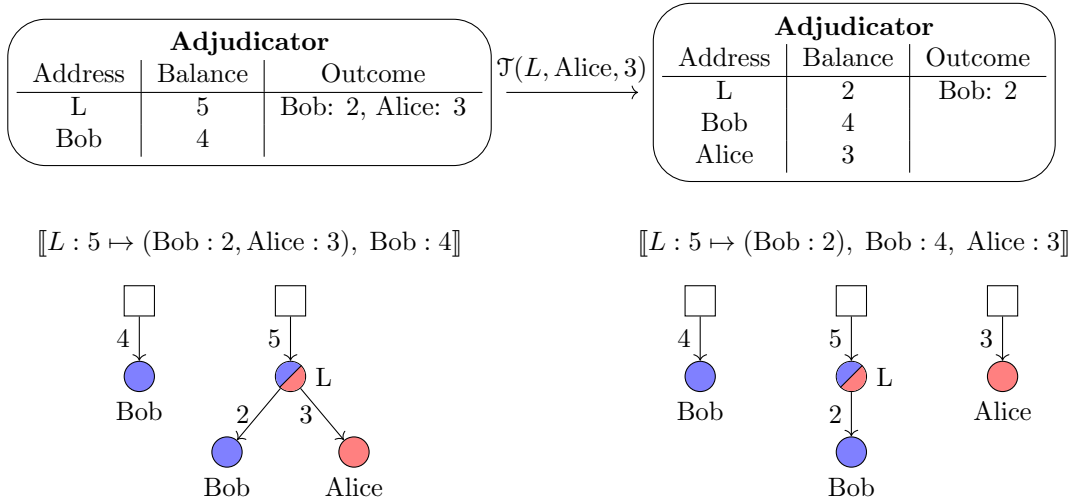 Adjudicator
Address Balance Outcome
L 5 Bob: 2, Alice: 3
Bob 4
𝒯(L, Alice, 3)
Adjudicator
Address Balance Outcome
L 2 Bob: 2
Bob 4
Alice 3
⟦L : 5 ↦ (Bob : 2, Alice : 3), Bob : 4⟧
4
5
Bob
L
2
3
Bob
Alice
⟦L : 5 ↦ (Bob : 2), Bob : 4, Alice : 3⟧
4
5
3
Bob
L
Alice
2
Bob